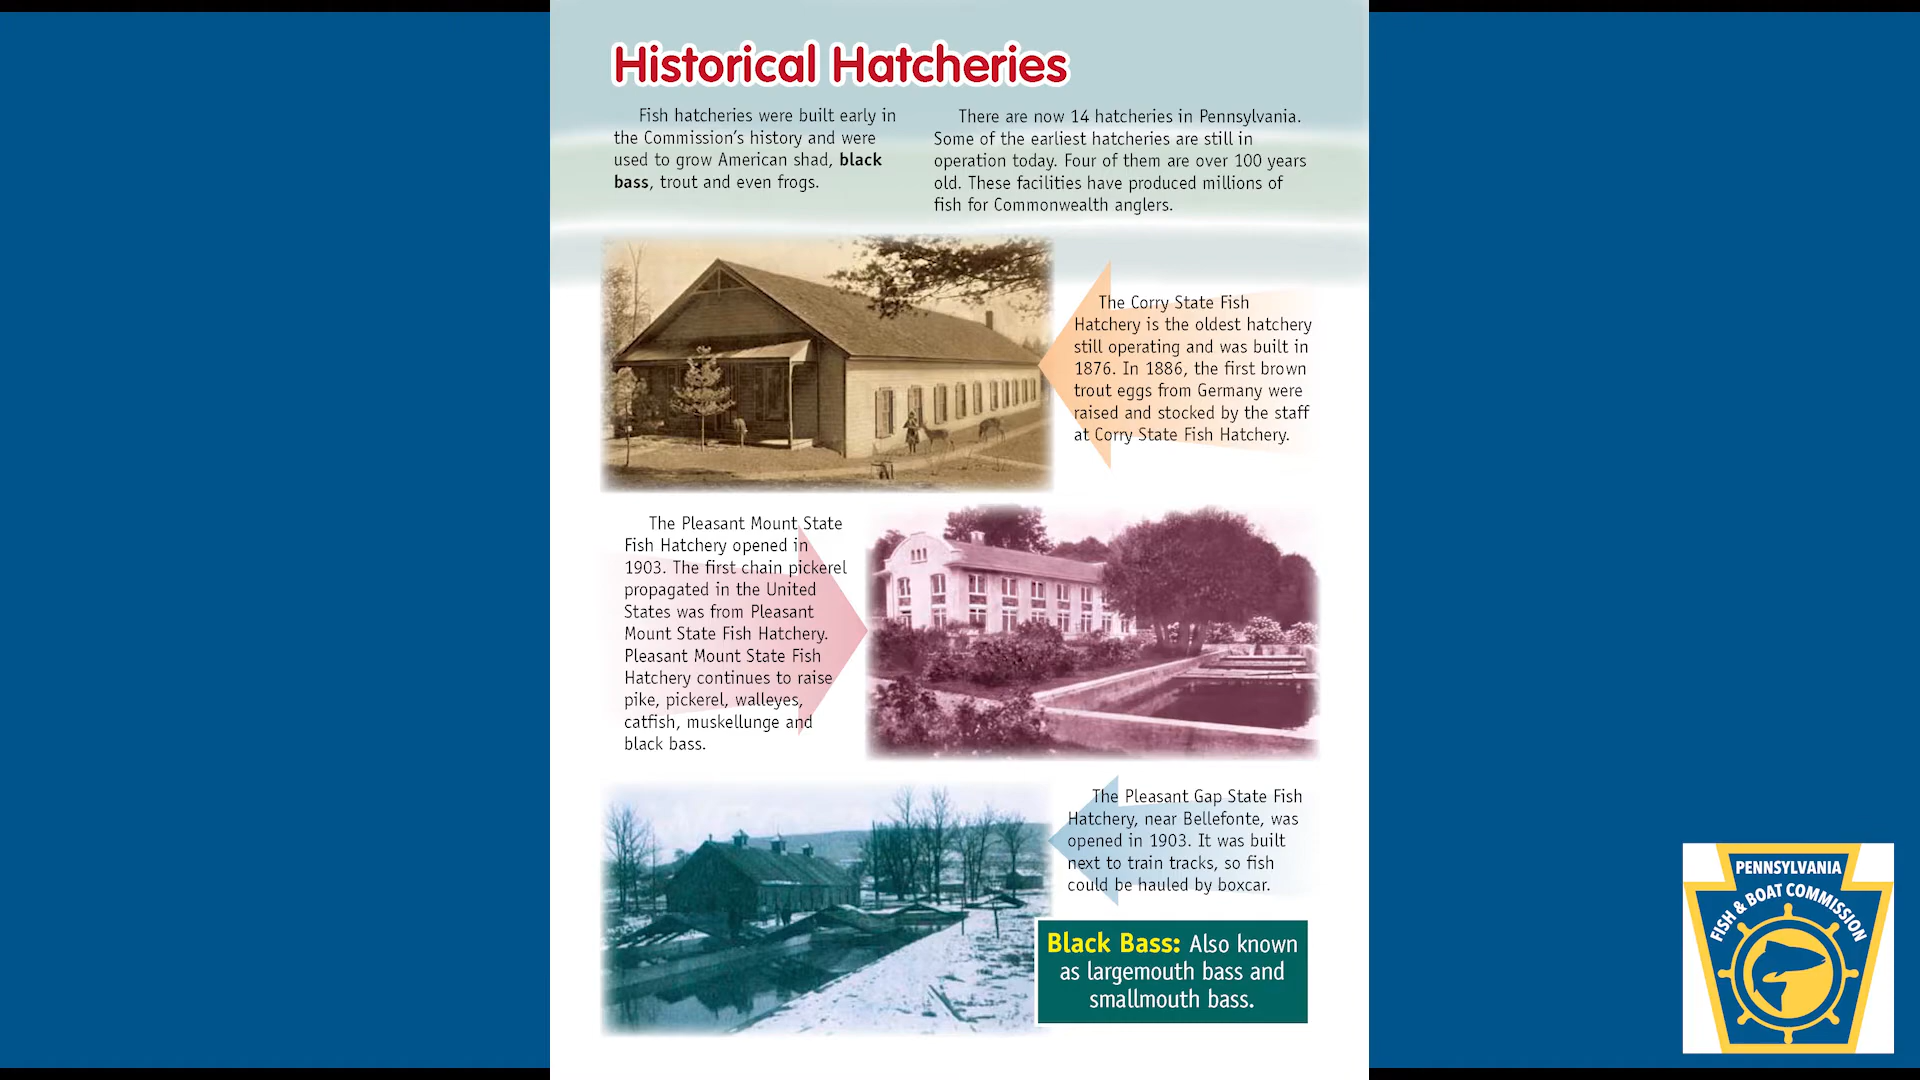 Historical Hatcheries
Fish hatcheries were built early in
the Commission's history and were
used to grow American shad, black
bass, trout and even frogs.
There are now 14 hatcheries in Pennsylvania.
Some of the earliest hatcheries are still in
operation today. Four of them are over 100 years
old. These facilities have produced millions of
fish for Commonwealth anglers.
The Corry State Fish
Hatchery is the oldest hatchery
still operating and was built in
1876. In 1886, the first brown
trout eggs from Germany were
raised and stocked by the staff
at Corry State Fish Hatchery.
The Pleasant Mount State
Fish Hatchery opened in
1903. The first chain pickerel
propagated in the United
States was from Pleasant
Mount State Fish Hatchery.
Pleasant Mount State Fish
Hatchery continues to raise
pike, pickerel, walleyes,
catfish, muskellunge and
black bass.
The Pleasant Gap State Fish
Hatchery, near Bellefonte, was
opened in 1903. It was built
next to train tracks, so fish
could be hauled by boxcar.
Black Bass: Also known
as largemouth bass and
smallmouth bass.
PENNSYLVANIA
FISH & BOAT COMMISSION